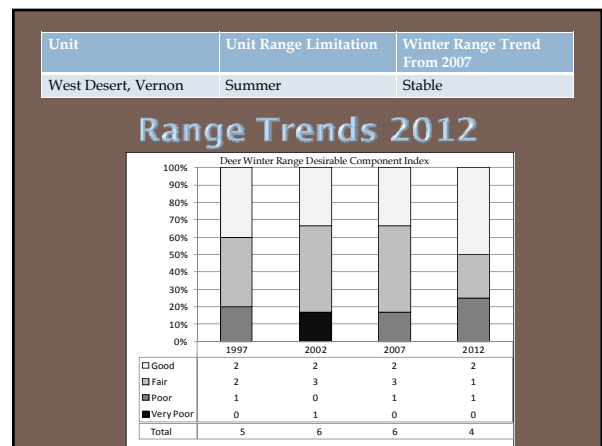 Unit Unit Range Limitation Winter Range Trend
From 2007
West Desert, Vernon Summer Stable
Range Trends 2012
Deer Winter Range Desirable Component Index
100%
90%
80%
70%
60%
50%
40%
30%
20%
10%
0%
1997 2002 2007 2012
Good 2 2 2 2
Fair 2 3 3 1
Poor 1 0 1 1
Very Poor 0 1 0 0
Total 5 6 6 4